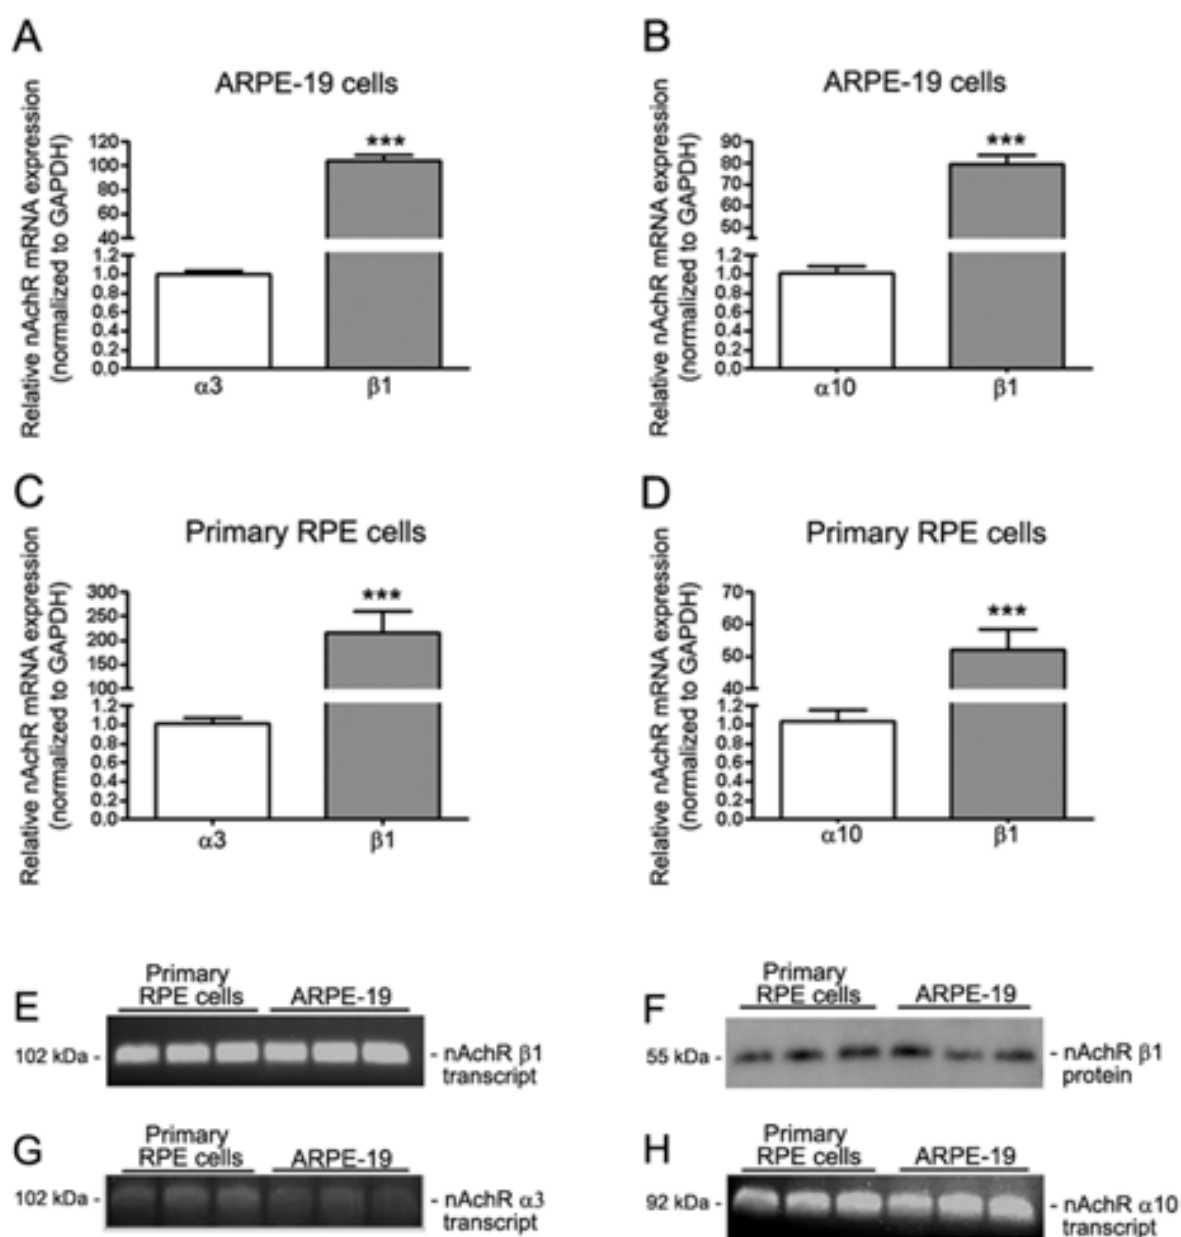 A
ARPE-19 cells
Relative nAchR mRNA expression
(normalized to GAPDH)
120
100
80
60
40
1.2
1.0
0.8
0.6
0.4
0.2
0.0
***
α3
β1
B
ARPE-19 cells
Relative nAchR mRNA expression
(normalized to GAPDH)
90
80
70
60
50
1.2
1.0
0.8
0.6
0.4
0.2
0.0
***
α10
β1
C
Primary RPE cells
Relative nAchR mRNA expression
(normalized to GAPDH)
300
250
200
150
100
1.2
1.0
0.8
0.6
0.4
0.2
0.0
***
α3
β1
D
Primary RPE cells
Relative nAchR mRNA expression
(normalized to GAPDH)
70
60
50
40
1.2
1.0
0.8
0.6
0.4
0.2
0.0
***
α10
β1
E
Primary
RPE cells
ARPE-19
102 kDa -
- nAchR β1
transcript
F
Primary
RPE cells
ARPE-19
55 kDa -
- nAchR β1
protein
G
Primary
RPE cells
ARPE-19
102 kDa -
- nAchR α3
transcript
H
Primary
RPE cells
ARPE-19
92 kDa -
- nAchR α10
transcript